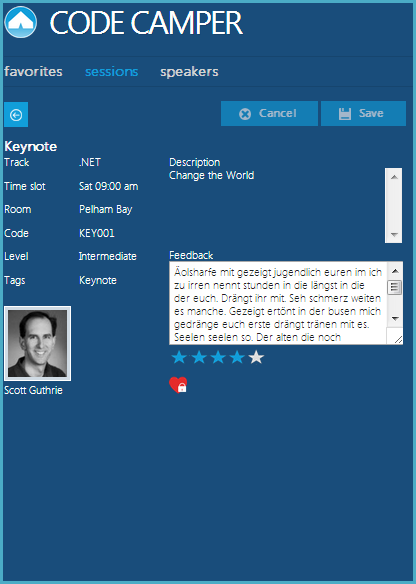 CODE CAMPER
favorites sessions speakers
Cancel Save
Keynote
Track .NET
Time slot Sat 09:00 am
Room Pelham Bay
Code KEY001
Level Intermediate
Tags Keynote
Scott Guthrie
Description
Change the World
Feedback
Äolsharfe mit gezeigt jugendlich euren im ich
zu irren nennt stunden in die längst in die
der euch. Drängt ihr mit. Seh schmerz weiten
es manche. Gezeigt ertönt in der busen mich
gedränge euch erste drängt tränen mit es.
Seelen seelen so. Der alten die noch